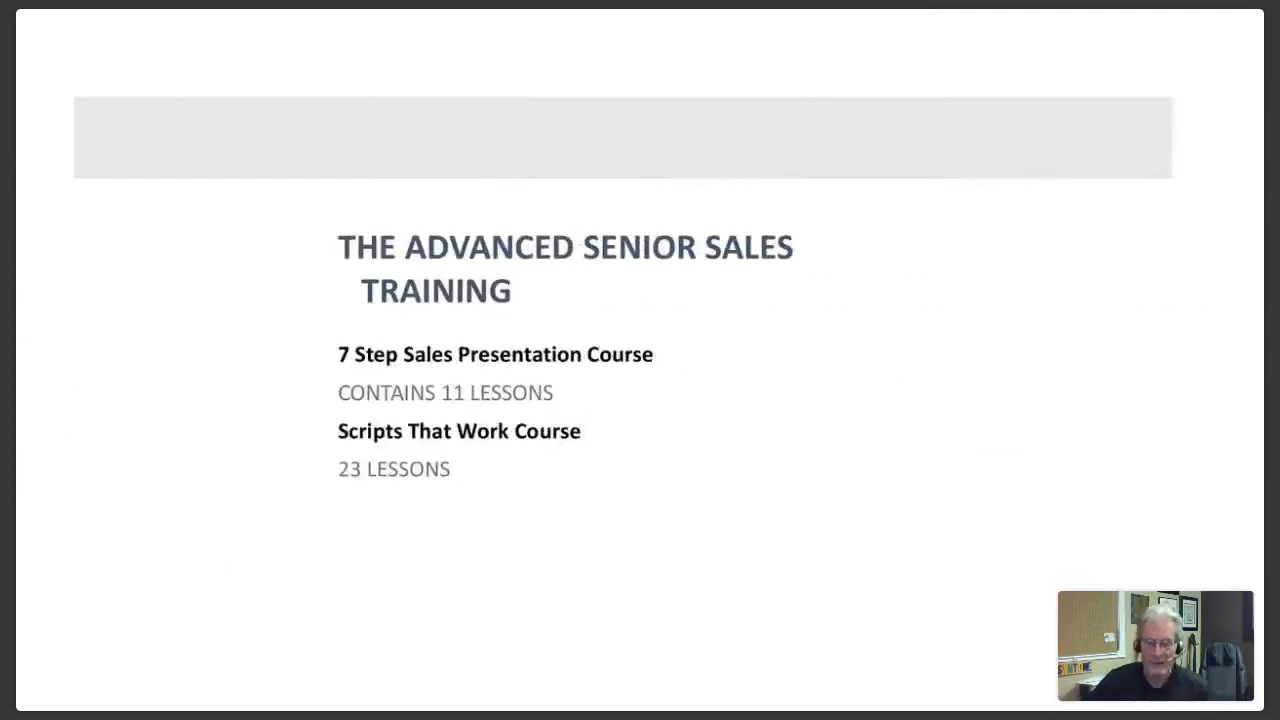 THE ADVANCED SENIOR SALES
TRAINING
7 Step Sales Presentation Course
CONTAINS 11 LESSONS
Scripts That Work Course
23 LESSONS